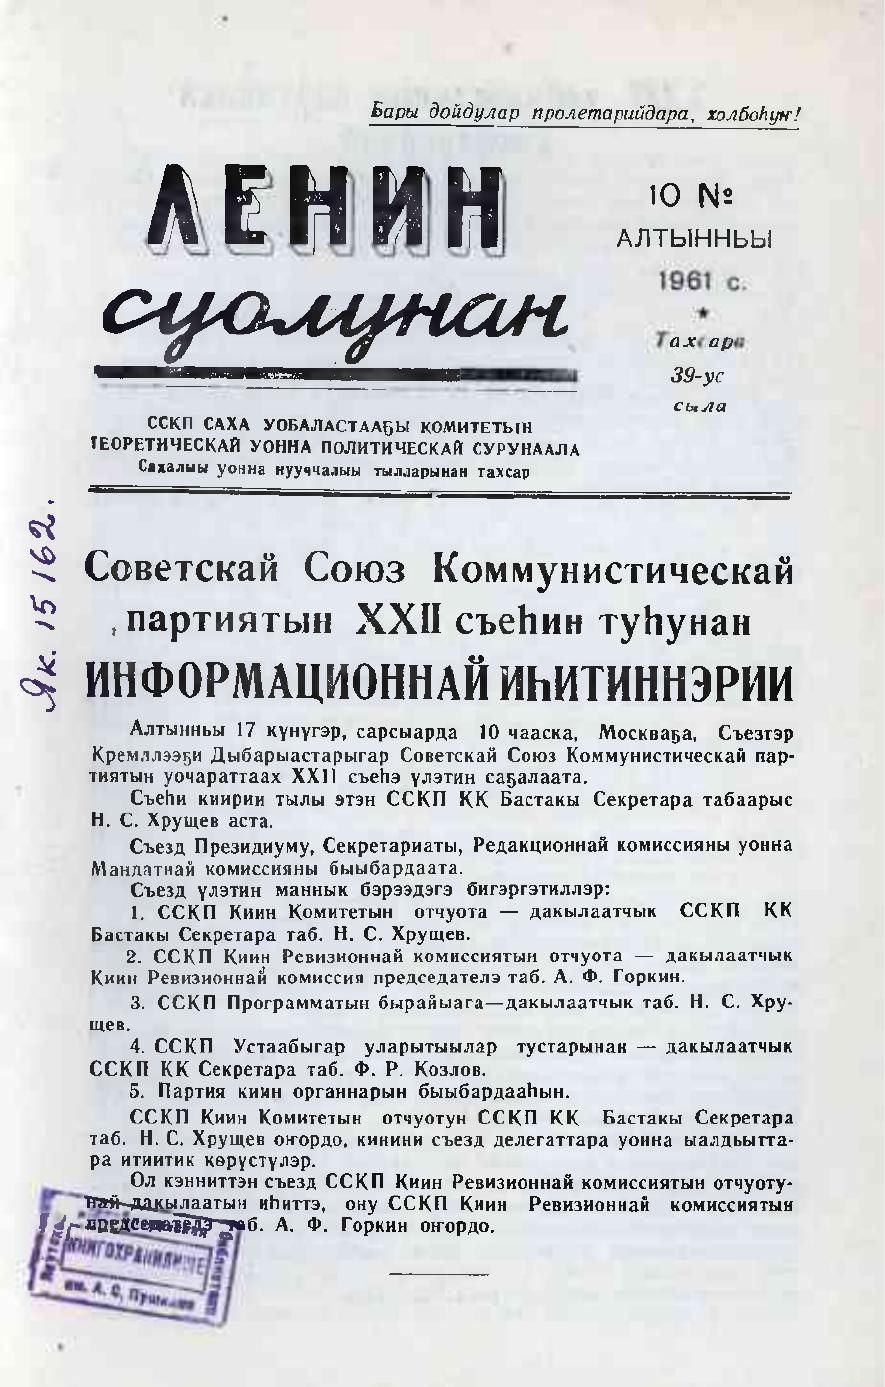 Бары дойдулар пролетарийдара, холбоһуҥ!
ЛЕНИН
суолунан
10 №
АЛТЫННЬЫ
1961 с.
★
Тахсара
39-ус
сыла
ССКП САХА УОБАЛАСТААҔЫ КОМИТЕТЫН
ТЕОРЕТИЧЕСКАЙ УОННА ПОЛИТИЧЕСКАЙ СУРУНААЛА
Сахалыы уонна нууччалыы тылларынан тахсар
Як. 15162.
Советскай Союз Коммунистическай
партиятын XXII съеһин туһунан
ИНФОРМАЦИОННАЙ ИҺИТИННЭРИИ
Алтынньы 17 күнүгэр, сарсыарда 10 чааска, Москваҕа, Съезтэр
Кремллээҕи Дыбарыастарыгар Советскай Союз Коммунистическай пар-
тиятын уочараттаах XXII съеһэ үлэтин саҕалаата.
Съеһи киирии тылы этэн ССКП КК Бастакы Секретара табаарыс
Н. С. Хрущев аста.
Съезд Президиуму, Секретариаты, Редакционнай комиссияны уонна
Мандатнай комиссияны быыбардаата.
Съезд үлэтин маннык бэрээдэгэ бигэргэтиллэр:
1. ССКП Киин Комитетын отчуота — дакылаатчык ССКП КК
Бастакы Секретара таб. Н. С. Хрущев.
2. ССКП Киин Ревизионнай комиссиятын отчуота — дакылаатчык
Киин Ревизионнай комиссия председателэ таб. А. Ф. Горкин.
3. ССКП Программатын бырайыага—дакылаатчык таб. Н. С. Хру-
щев.
4. ССКП Устаабыгар уларытыылар тустарынан — дакылаатчык
ССКП КК Секретара таб. Ф. Р. Козлов.
5. Партия киин органнарын быыбардааһын.
ССКП Киин Комитетын отчуотун ССКП КК Бастакы Секретара
таб. Н. С. Хрущев оҥордо, кинини съезд делегаттара уонна ыалдьытта-
ра итиитик көрүстүлэр.
Ол кэнниттэн съезд ССКП Киин Ревизионнай комиссиятын отчуоту-
най дакылаатын иһиттэ, ону ССКП Киин Ревизионнай комиссиятын
председателэ таб. А. Ф. Горкин оҥордо.
КНИГОХРАНИЛИЩЕ
им. А. С. Пушкина